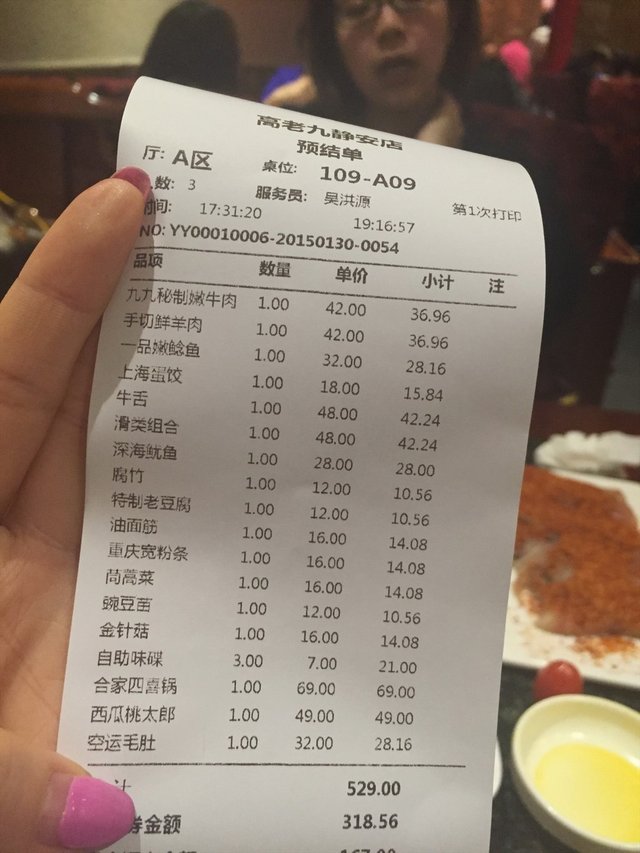 高老九静安店
预结单
厅: A区 桌位: 109-A09
数: 3 服务员: 吴洪源 第1次打印
时间: 17:31:20 19:16:57
NO: YY00010006-20150130-0054
品项 数量 单价 小计 注
九九秘制嫩牛肉 1.00 42.00 36.96
手切鲜羊肉 1.00 42.00 36.96
一品嫩鲶鱼 1.00 32.00 28.16
上海蛋饺 1.00 18.00 15.84
牛舌 1.00 48.00 42.24
滑类组合 1.00 48.00 42.24
深海鱿鱼 1.00 28.00 28.00
腐竹 1.00 12.00 10.56
特制老豆腐 1.00 12.00 10.56
油面筋 1.00 16.00 14.08
重庆宽粉条 1.00 16.00 14.08
茼蒿菜 1.00 16.00 14.08
豌豆苗 1.00 12.00 10.56
金针菇 1.00 16.00 14.08
自助味碟 3.00 7.00 21.00
合家四喜锅 1.00 69.00 69.00
西瓜桃太郎 1.00 49.00 49.00
空运毛肚 1.00 32.00 28.16
计 529.00
券金额 318.56